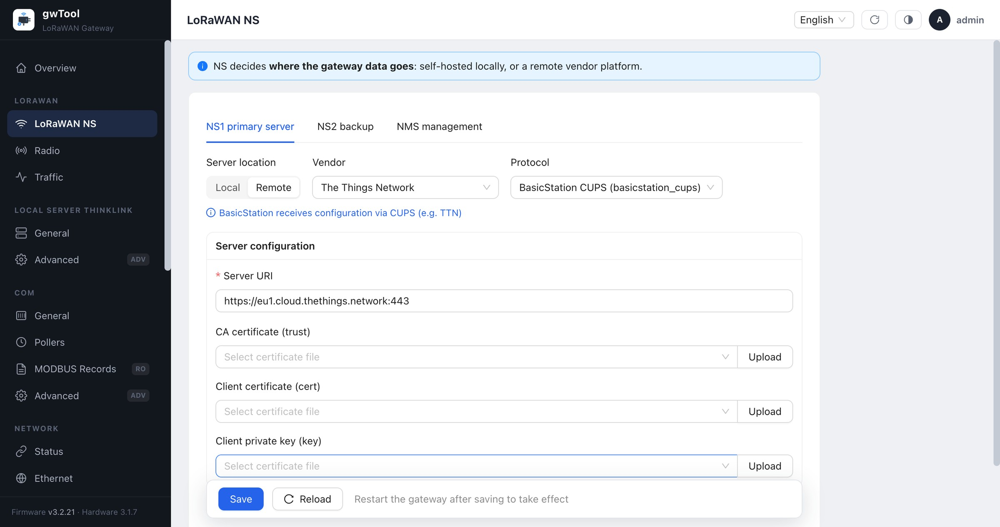 gwTool
LoRaWAN Gateway
Overview
LORAWAN
LoRaWAN NS
Radio
Traffic
LOCAL SERVER THINKLINK
General
Advanced ADV
COM
General
Pollers
MODBUS Records RO
Advanced ADV
NETWORK
Status
Ethernet
Firmware v3.2.21 · Hardware 3.1.7
LoRaWAN NS
English
A admin
NS decides where the gateway data goes: self-hosted locally, or a remote vendor platform.
NS1 primary server NS2 backup NMS management
Server location Vendor Protocol
Local Remote The Things Network BasicStation CUPS (basicstation_cups)
BasicStation receives configuration via CUPS (e.g. TTN)
Server configuration
* Server URI
https://eu1.cloud.thethings.network:443
CA certificate (trust)
Select certificate file Upload
Client certificate (cert)
Select certificate file Upload
Client private key (key)
Select certificate file Upload
Save Reload Restart the gateway after saving to take effect